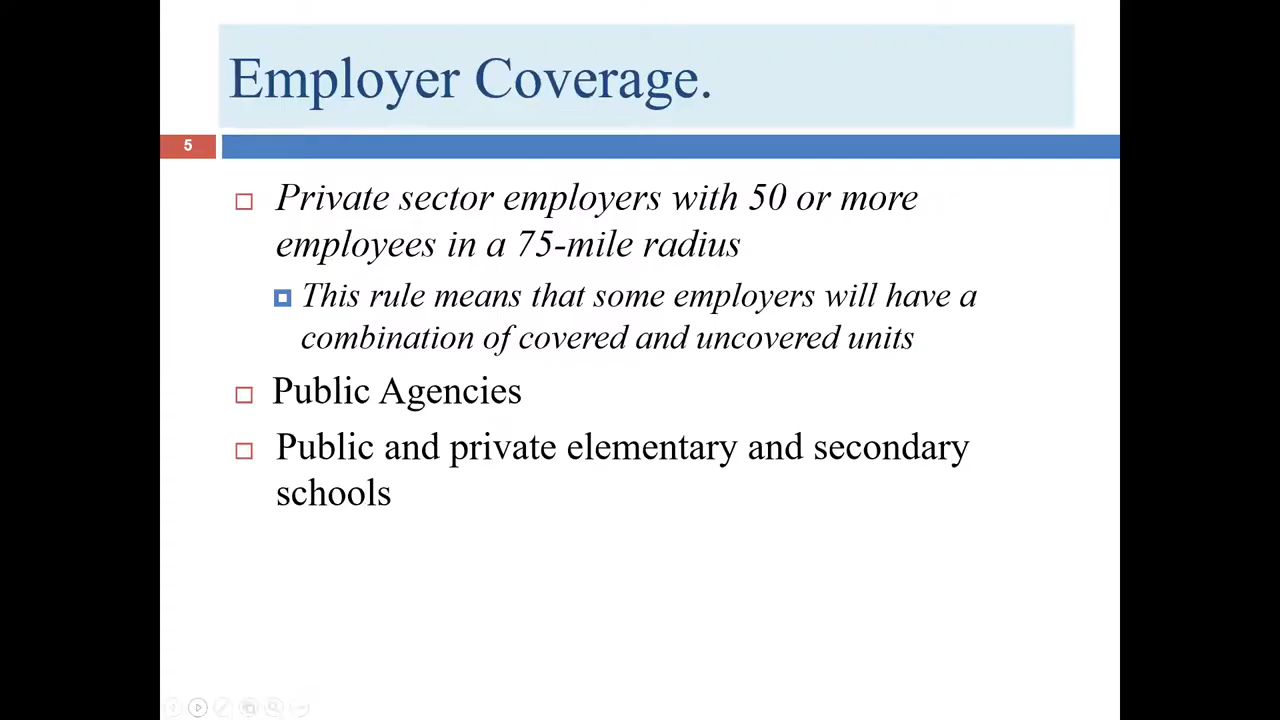 Employer Coverage.
5
Private sector employers with 50 or more
employees in a 75-mile radius
This rule means that some employers will have a
combination of covered and uncovered units
Public Agencies
Public and private elementary and secondary
schools